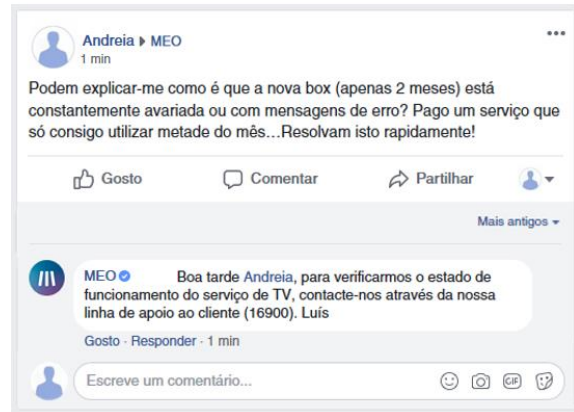 Andreia ▸ MEO
1 min
Podem explicar-me como é que a nova box (apenas 2 meses) está
constantemente avariada ou com mensagens de erro? Pago um serviço que
só consigo utilizar metade do mês...Resolvam isto rapidamente!
Gosto Comentar Partilhar
Mais antigos
MEO Boa tarde Andreia, para verificarmos o estado de
funcionamento do serviço de TV, contacte-nos através da nossa
linha de apoio ao cliente (16900). Luís
Gosto · Responder · 1 min
Escreve um comentário... GIF